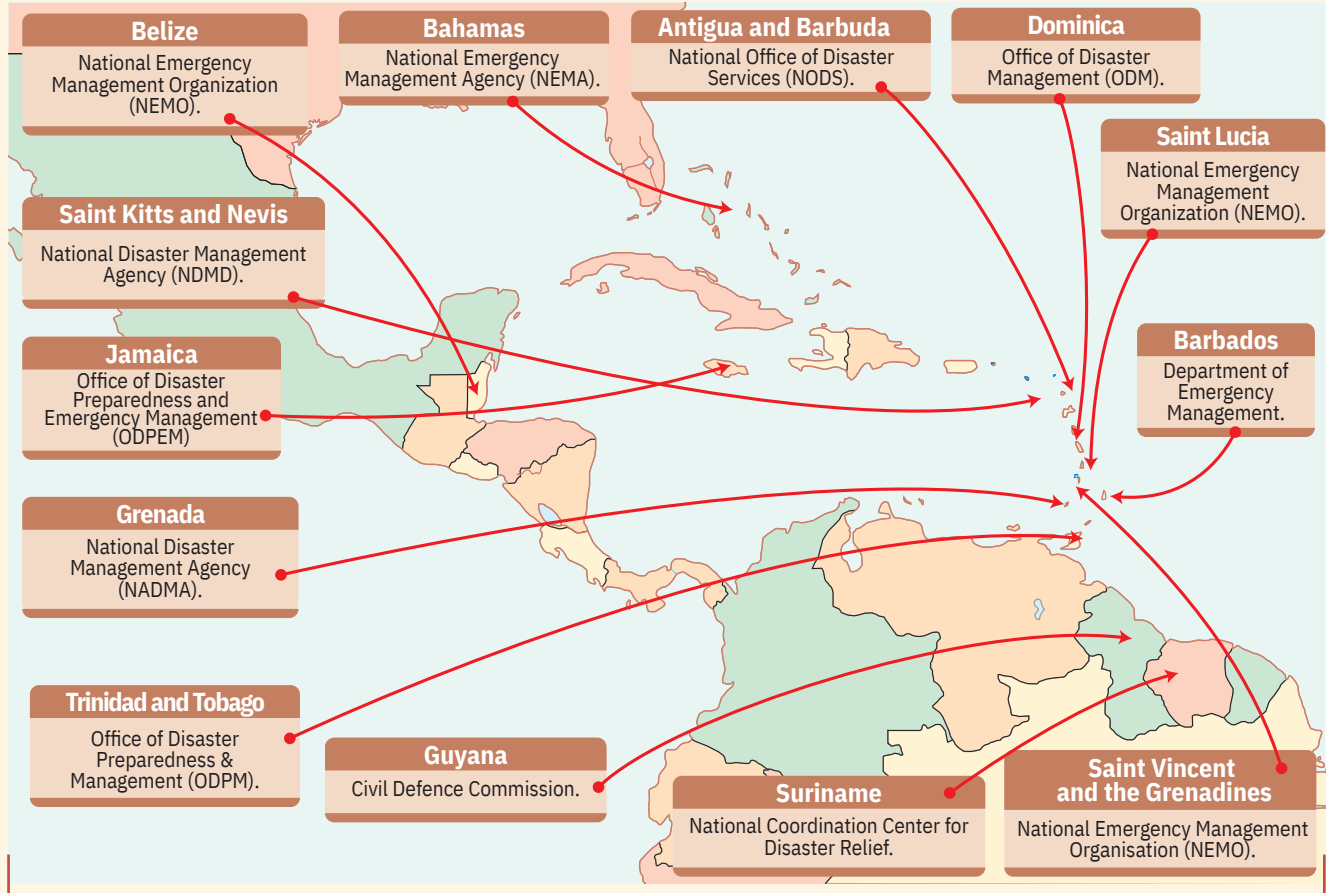 Belize
National Emergency
Management Organization
(NEMO).
Bahamas
National Emergency
Management Agency (NEMA).
Antigua and Barbuda
National Office of Disaster
Services (NODS).
Dominica
Office of Disaster
Management (ODM).
Saint Lucia
National Emergency
Management
Organization (NEMO).
Saint Kitts and Nevis
National Disaster Management
Agency (NDMD).
Jamaica
Office of Disaster
Preparedness and
Emergency Management
(ODPEM)
Barbados
Department of
Emergency
Management.
Grenada
National Disaster
Management Agency
(NADMA).
Trinidad and Tobago
Office of Disaster
Preparedness &
Management (ODPM).
Guyana
Civil Defence Commission.
Suriname
National Coordination Center for
Disaster Relief.
Saint Vincent
and the Grenadines
National Emergency Management
Organisation (NEMO).